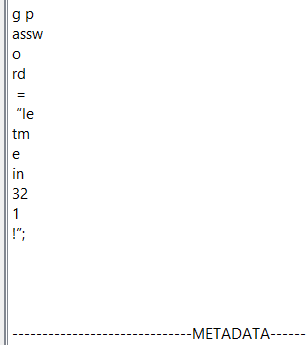 g p
assw
o
rd
=
“le
tm
e
in
32
1
!”;
------------------------------METADATA------